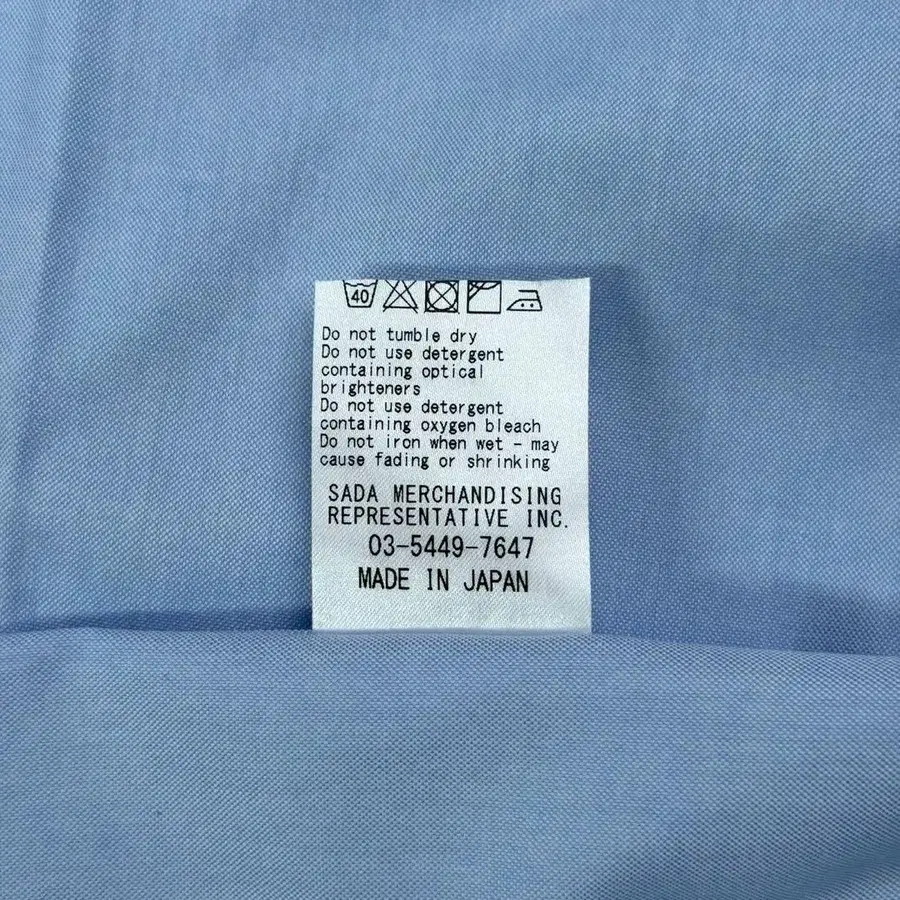 40
Do not tumble dry
Do not use detergent
containing optical
brighteners
Do not use detergent
containing oxygen bleach
Do not iron when wet - may
cause fading or shrinking
SADA MERCHANDISING
REPRESENTATIVE INC.
03-5449-7647
MADE IN JAPAN